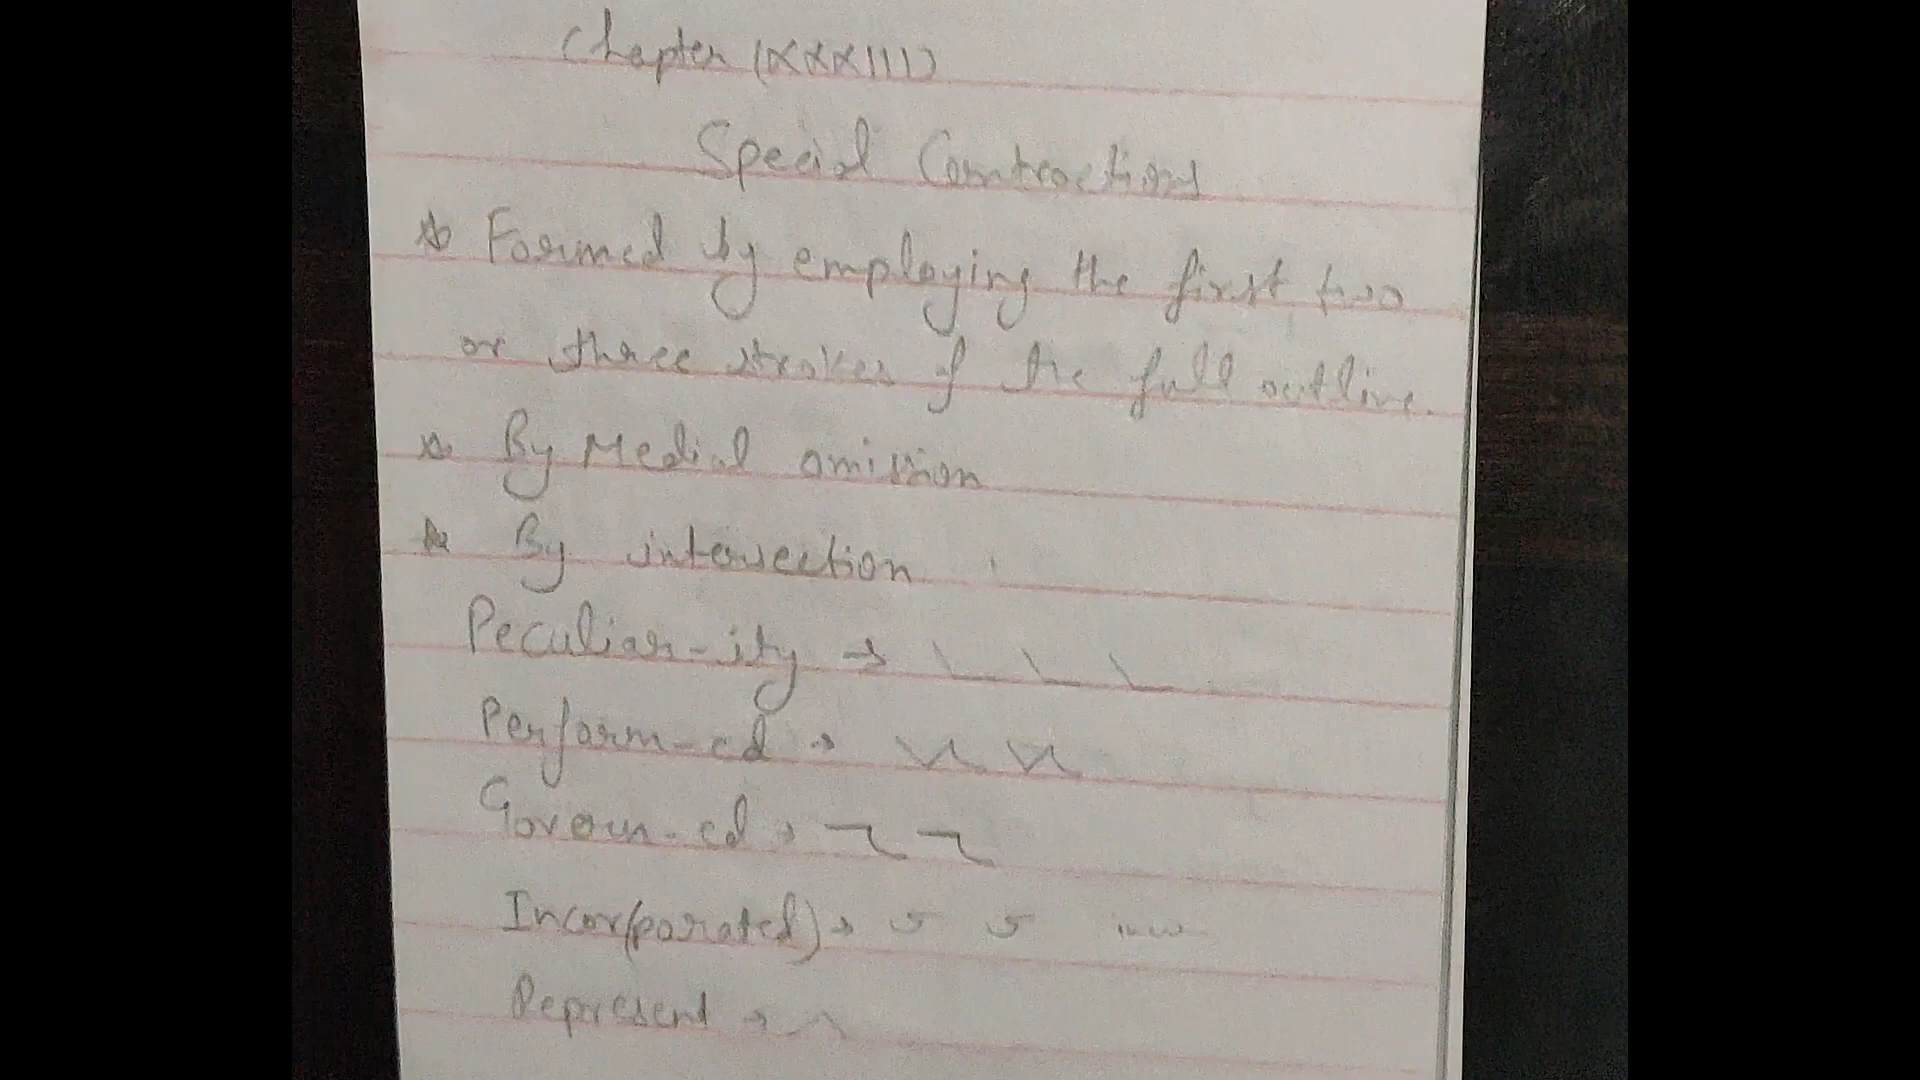 Chapter (XXXIII)
Special Contractions
Formed by employing the first two
or three strokes of the full outline.
By Medial omission
By intersection
Peculiar-ity →
Perform-ed →
Govern-ed →
Incor(porated) →
Represent →